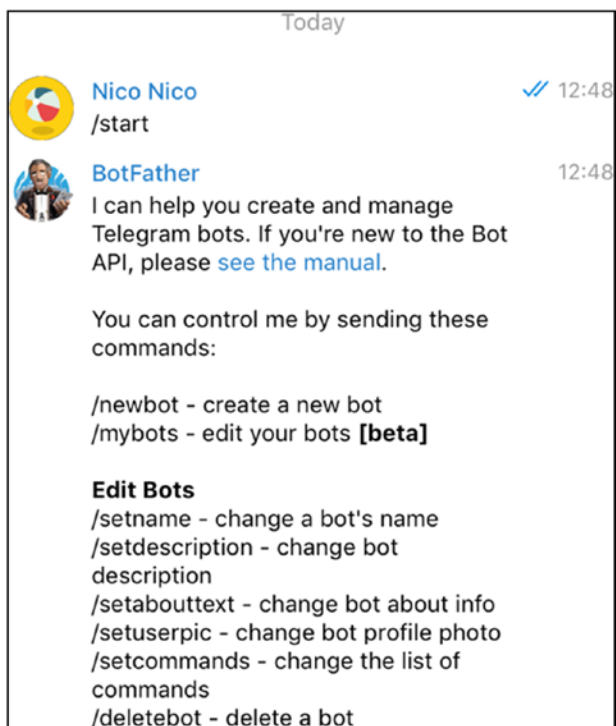 Today
Nico Nico 12:48
/start
BotFather 12:48
I can help you create and manage
Telegram bots. If you're new to the Bot
API, please see the manual.
You can control me by sending these
commands:
/newbot - create a new bot
/mybots - edit your bots [beta]
Edit Bots
/setname - change a bot's name
/setdescription - change bot
description
/setabouttext - change bot about info
/setuserpic - change bot profile photo
/setcommands - change the list of
commands
/deletebot - delete a bot